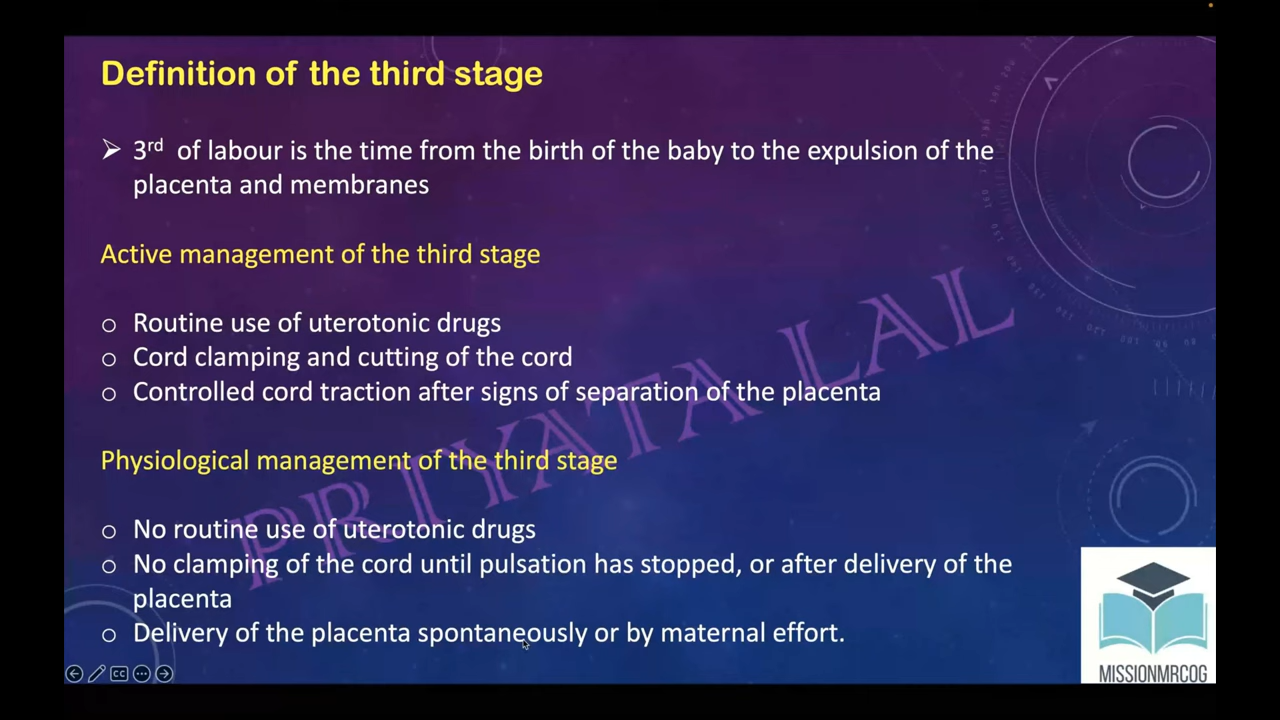 Definition of the third stage
➢ 3rd of labour is the time from the birth of the baby to the expulsion of the
placenta and membranes
Active management of the third stage
o Routine use of uterotonic drugs
o Cord clamping and cutting of the cord
o Controlled cord traction after signs of separation of the placenta
Physiological management of the third stage
o No routine use of uterotonic drugs
o No clamping of the cord until pulsation has stopped, or after delivery of the
placenta
o Delivery of the placenta spontaneously or by maternal effort.
PRIYATA LAL
CC
MISSIONMRCOG